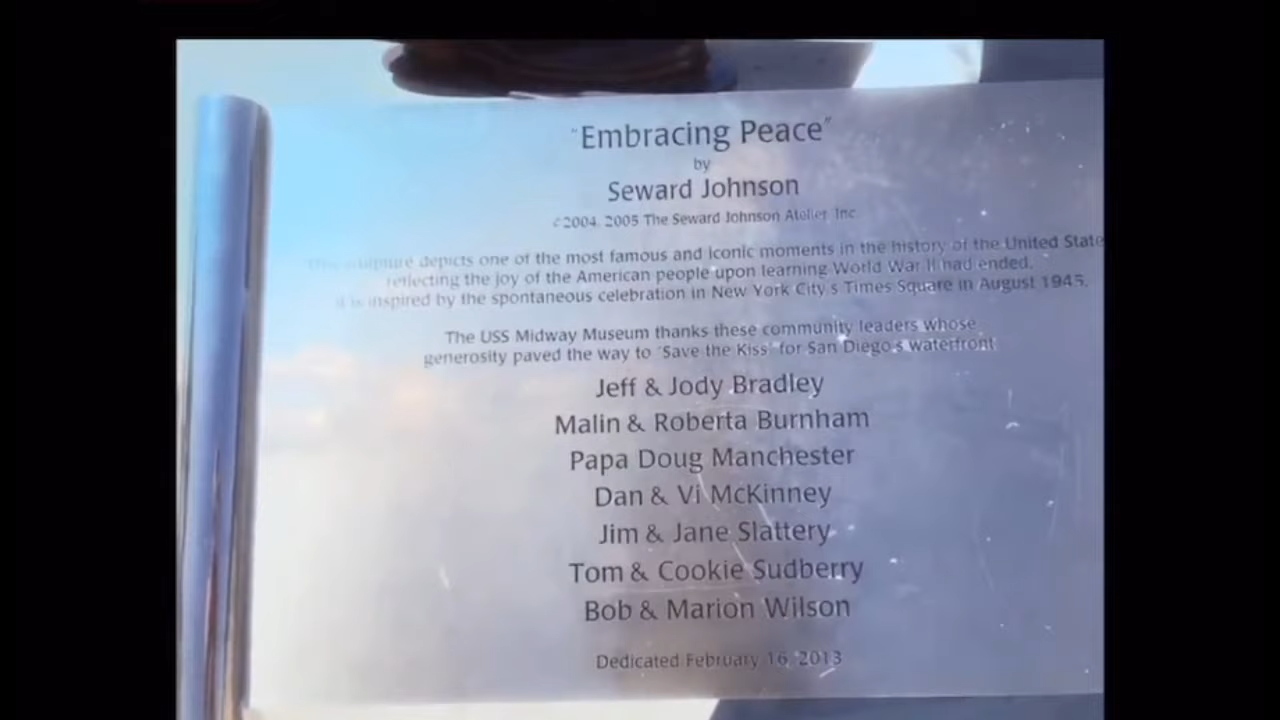 "Embracing Peace"
by
Seward Johnson
©2004, 2005 The Seward Johnson Atelier, Inc.
This sculpture depicts one of the most famous and iconic moments in the history of the United State
reflecting the joy of the American people upon learning World War II had ended.
It is inspired by the spontaneous celebration in New York City's Times Square in August 1945.
The USS Midway Museum thanks these community leaders whose
generosity paved the way to "Save the Kiss" for San Diego's waterfront
Jeff & Jody Bradley
Malin & Roberta Burnham
Papa Doug Manchester
Dan & Vi McKinney
Jim & Jane Slattery
Tom & Cookie Sudberry
Bob & Marion Wilson
Dedicated February 16, 2013